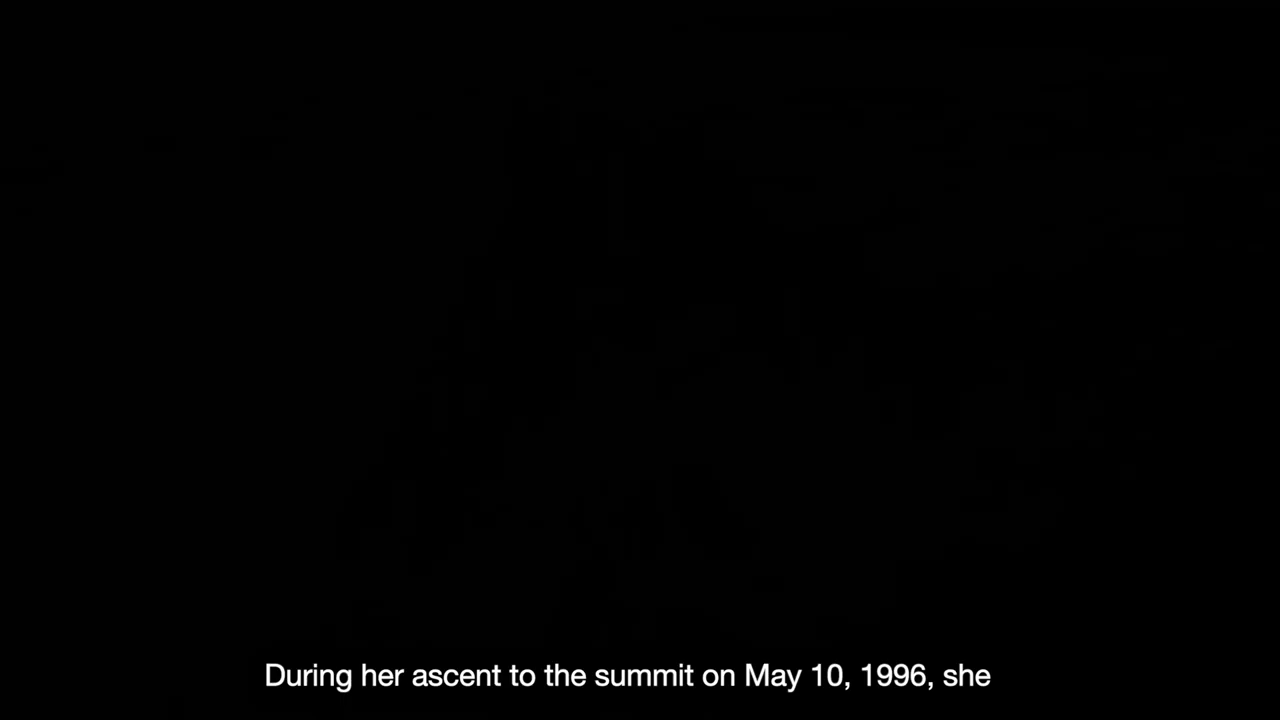 During her ascent to the summit on May 10, 1996, she